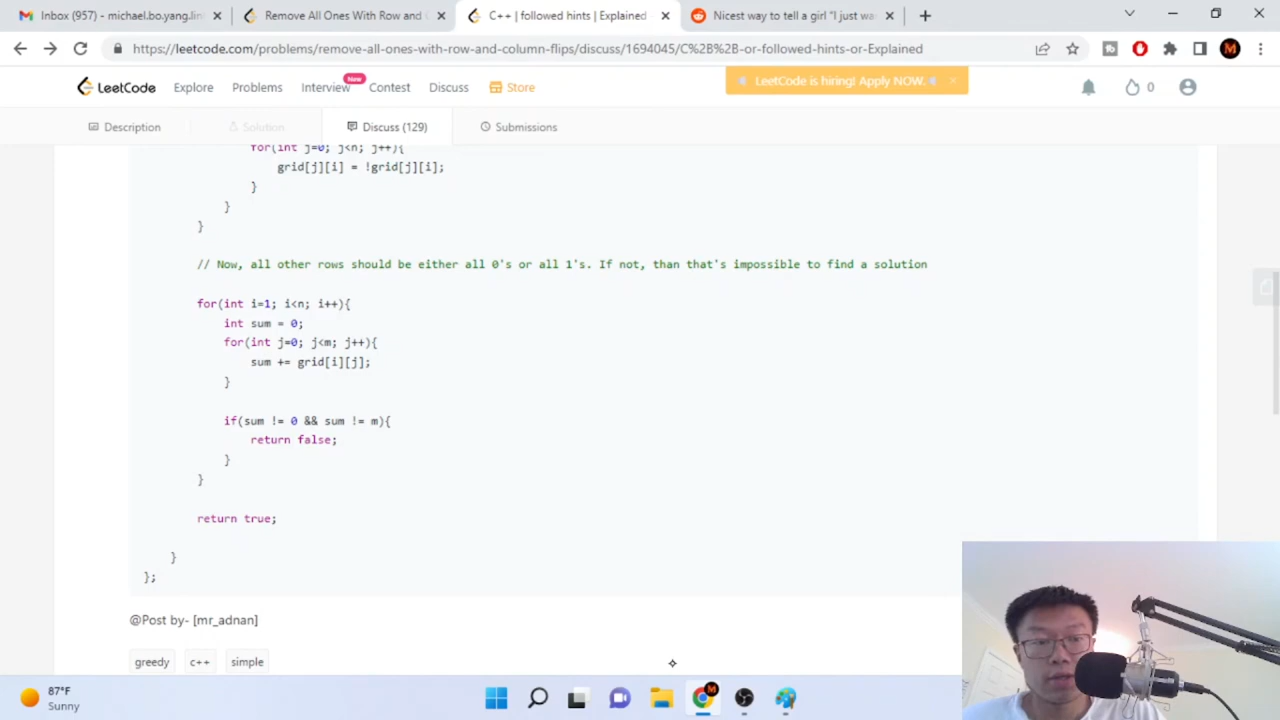 Inbox (957) - michael.bo.yang.lin
Remove All Ones With Row and C
C++ | followed hints | Explained -
Nicest way to tell a girl "I just wa
https://leetcode.com/problems/remove-all-ones-with-row-and-column-flips/discuss/1694045/C%2B%2B-or-followed-hints-or-Explained
M
LeetCode
Explore
Problems
Interview
New
Contest
Discuss
Store
LeetCode is hiring! Apply NOW.
0
Description
Solution
Discuss (129)
Submissions
for(int j=0; j<n; j++){
grid[j][i] = !grid[j][i];
}
}
}
// Now, all other rows should be either all 0's or all 1's. If not, than that's impossible to find a solution
for(int i=1; i<n; i++){
int sum = 0;
for(int j=0; j<m; j++){
sum += grid[i][j];
}
if(sum != 0 && sum != m){
return false;
}
}
return true;
}
};
@Post by- [mr_adnan]
greedy
c++
simple
87°F
Sunny
M